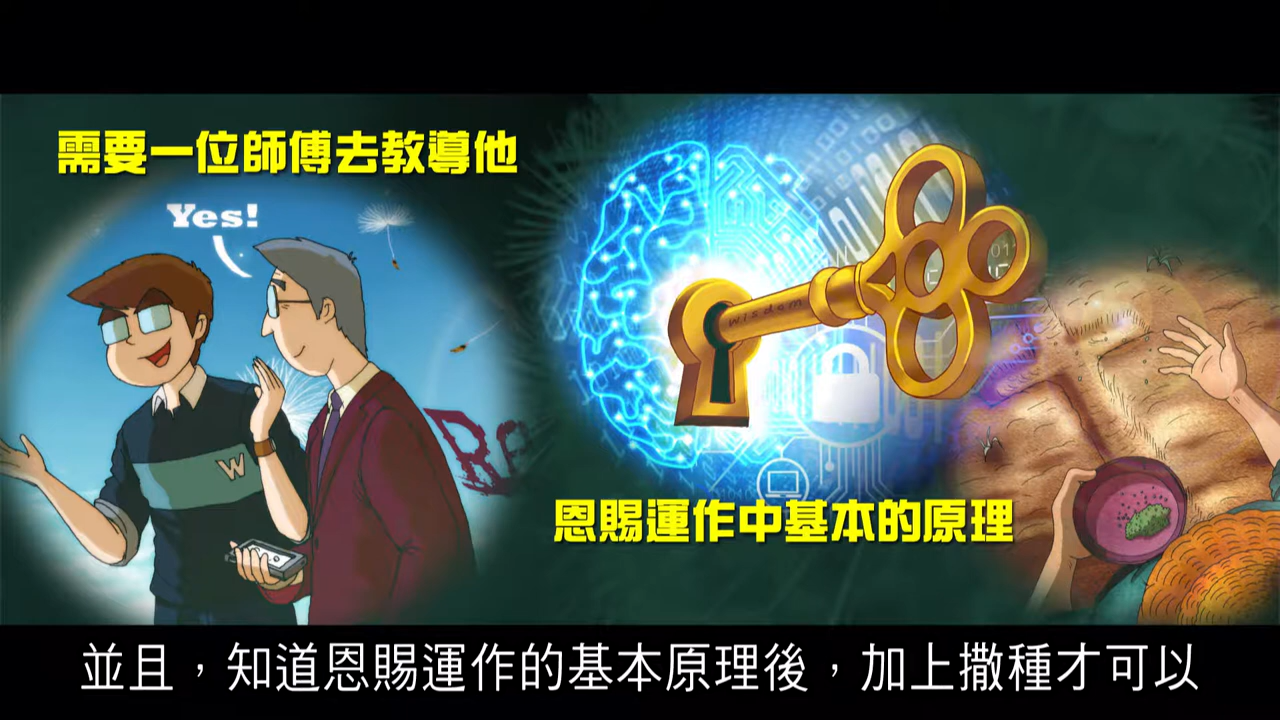 需要一位師傅去教導他
Yes!
W
Re
wisdom
恩賜運作中基本的原理
並且，知道恩賜運作的基本原理後，加上撒種才可以